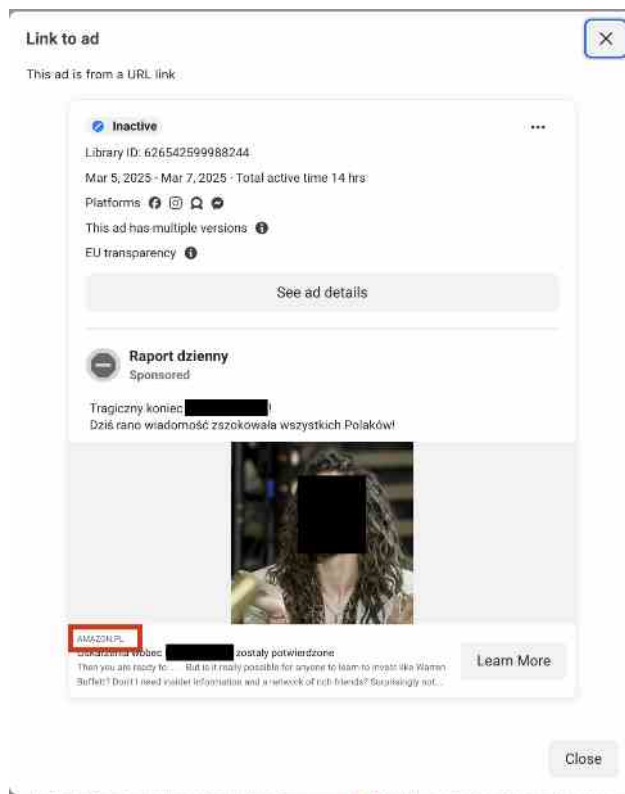 Link to ad
This ad is from a URL link
Inactive
Library ID: 626542599988244
Mar 5, 2025 - Mar 7, 2025 · Total active time 14 hrs
Platforms
This ad has multiple versions
EU transparency
See ad details
Raport dzienny
Sponsored
Tragiczny koniec !
Dziś rano wiadomość zszokowała wszystkich Polaków!
AMAZON.PL
Oskarżenia wobec zostały potwierdzone
Then you are ready to ... But is it really possible for anyone to learn to invest like Warren
Buffett? Don't I need insider information and a network of rich friends? Surprisingly not...
Learn More
Close